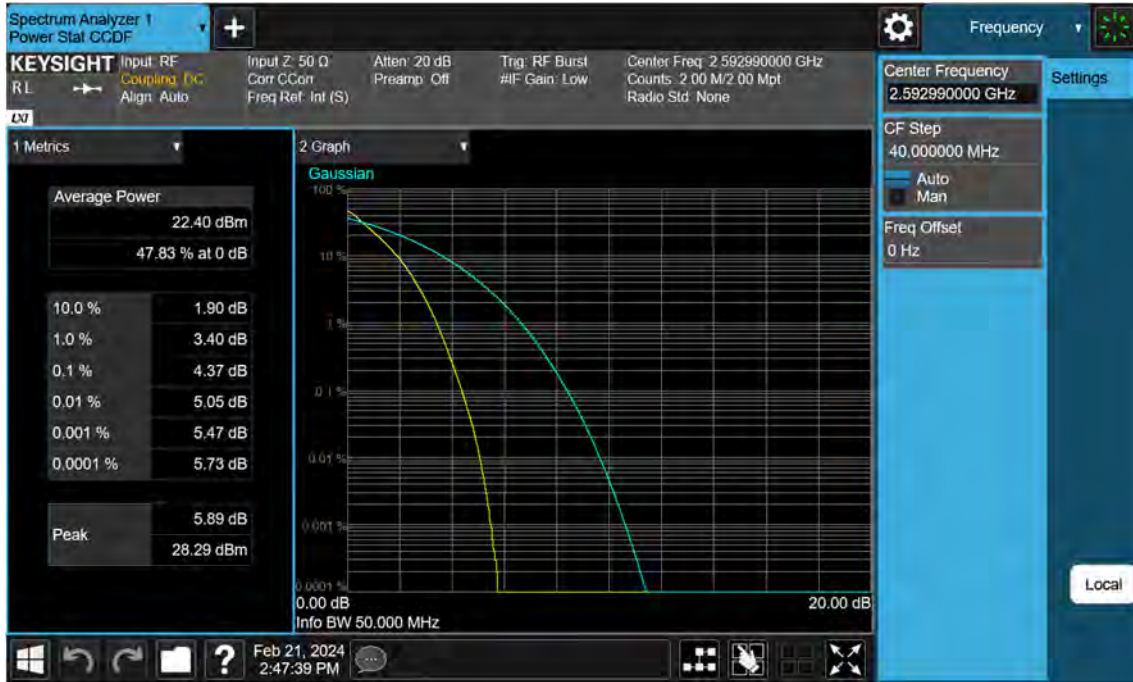 Spectrum Analyzer 1
Power Stat CCDF
Frequency
KEYSIGHT
RL
LXI
Input: RF
Coupling: DC
Align: Auto
Input Z: 50 Ω
Corr CCorr
Freq Ref: Int (S)
Atten: 20 dB
Preamp: Off
Trig: RF Burst
#IF Gain: Low
Center Freq: 2.592990000 GHz
Counts: 2.00 M/2.00 Mpt
Radio Std: None
Center Frequency
2.592990000 GHz
Settings
CF Step
40.000000 MHz
Auto
Man
Freq Offset
0 Hz
1 Metrics
Average Power
22.40 dBm
47.83 % at 0 dB
10.0 % 1.90 dB
1.0 % 3.40 dB
0.1 % 4.37 dB
0.01 % 5.05 dB
0.001 % 5.47 dB
0.0001 % 5.73 dB
Peak
5.89 dB
28.29 dBm
2 Graph
Gaussian
100 %
10 %
1 %
0.1 %
0.01 %
0.001 %
0.0001 %
0.00 dB 20.00 dB
Info BW 50.000 MHz
Local
?
Feb 21, 2024
2:47:39 PM